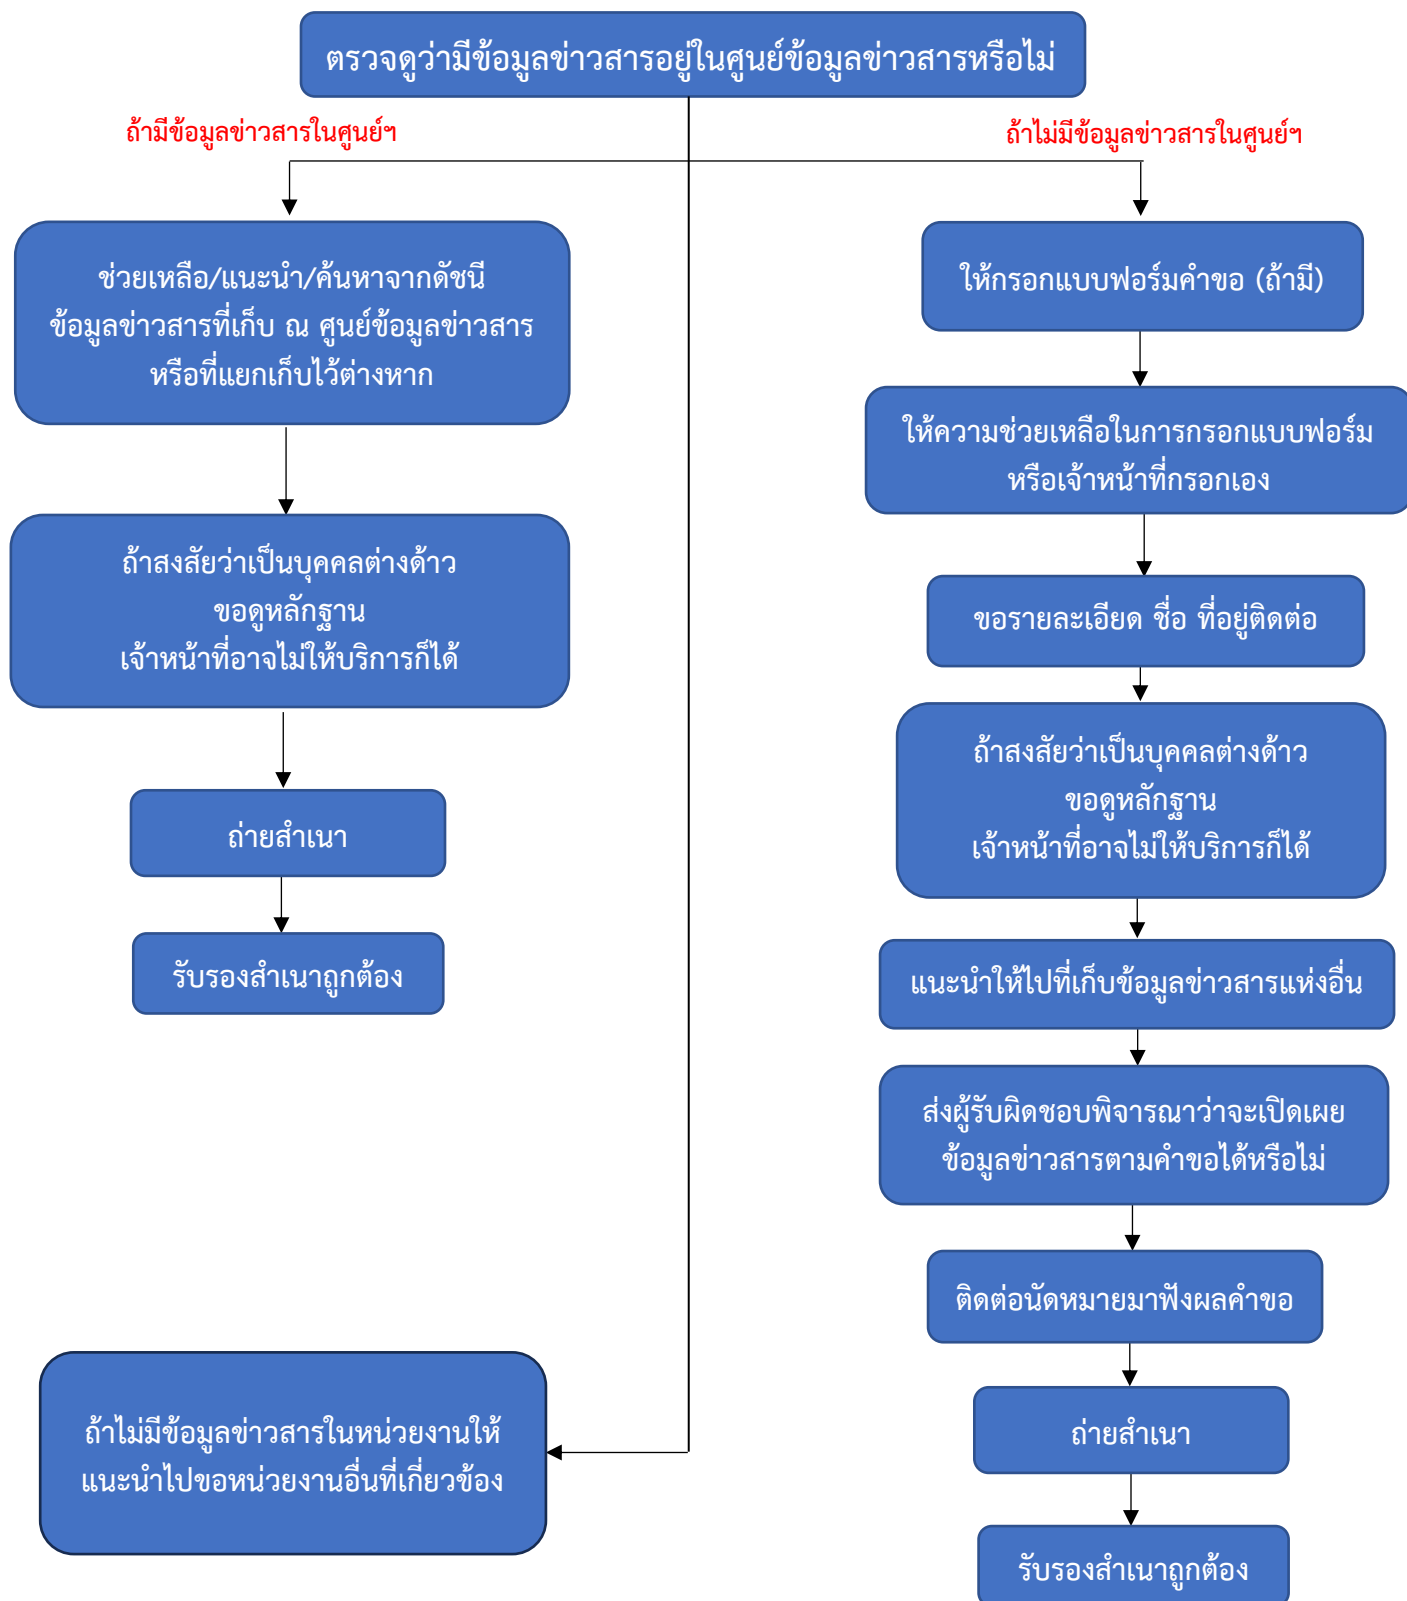 ตรวจดูว่ามีข้อมูลข่าวสารอยู่ในศูนย์ข้อมูลข่าวสารหรือไม่
ถ้ามีข้อมูลข่าวสารในศูนย์ฯ
ช่วยเหลือ/แนะนำ/ค้นหาจากดัชนี
ข้อมูลข่าวสารที่เก็บ ณ ศูนย์ข้อมูลข่าวสาร
หรือที่แยกเก็บไว้ต่างหาก
ถ้าสงสัยว่าเป็นบุคคลต่างด้าว
ขอดูหลักฐาน
เจ้าหน้าที่อาจไม่ให้บริการก็ได้
ถ่ายสำเนา
รับรองสำเนาถูกต้อง
ถ้าไม่มีข้อมูลข่าวสารในศูนย์ฯ
ให้กรอกแบบฟอร์มคำขอ (ถ้ามี)
ให้ความช่วยเหลือในการกรอกแบบฟอร์ม
หรือเจ้าหน้าที่กรอกเอง
ขอรายละเอียด ชื่อ ที่อยู่ติดต่อ
ถ้าสงสัยว่าเป็นบุคคลต่างด้าว
ขอดูหลักฐาน
เจ้าหน้าที่อาจไม่ให้บริการก็ได้
แนะนำให้ไปที่เก็บข้อมูลข่าวสารแห่งอื่น
ส่งผู้รับผิดชอบพิจารณาว่าจะเปิดเผย
ข้อมูลข่าวสารตามคำขอได้หรือไม่
ติดต่อนัดหมายมาฟังผลคำขอ
ถ่ายสำเนา
รับรองสำเนาถูกต้อง
ถ้าไม่มีข้อมูลข่าวสารในหน่วยงานให้
แนะนำไปขอหน่วยงานอื่นที่เกี่ยวข้อง